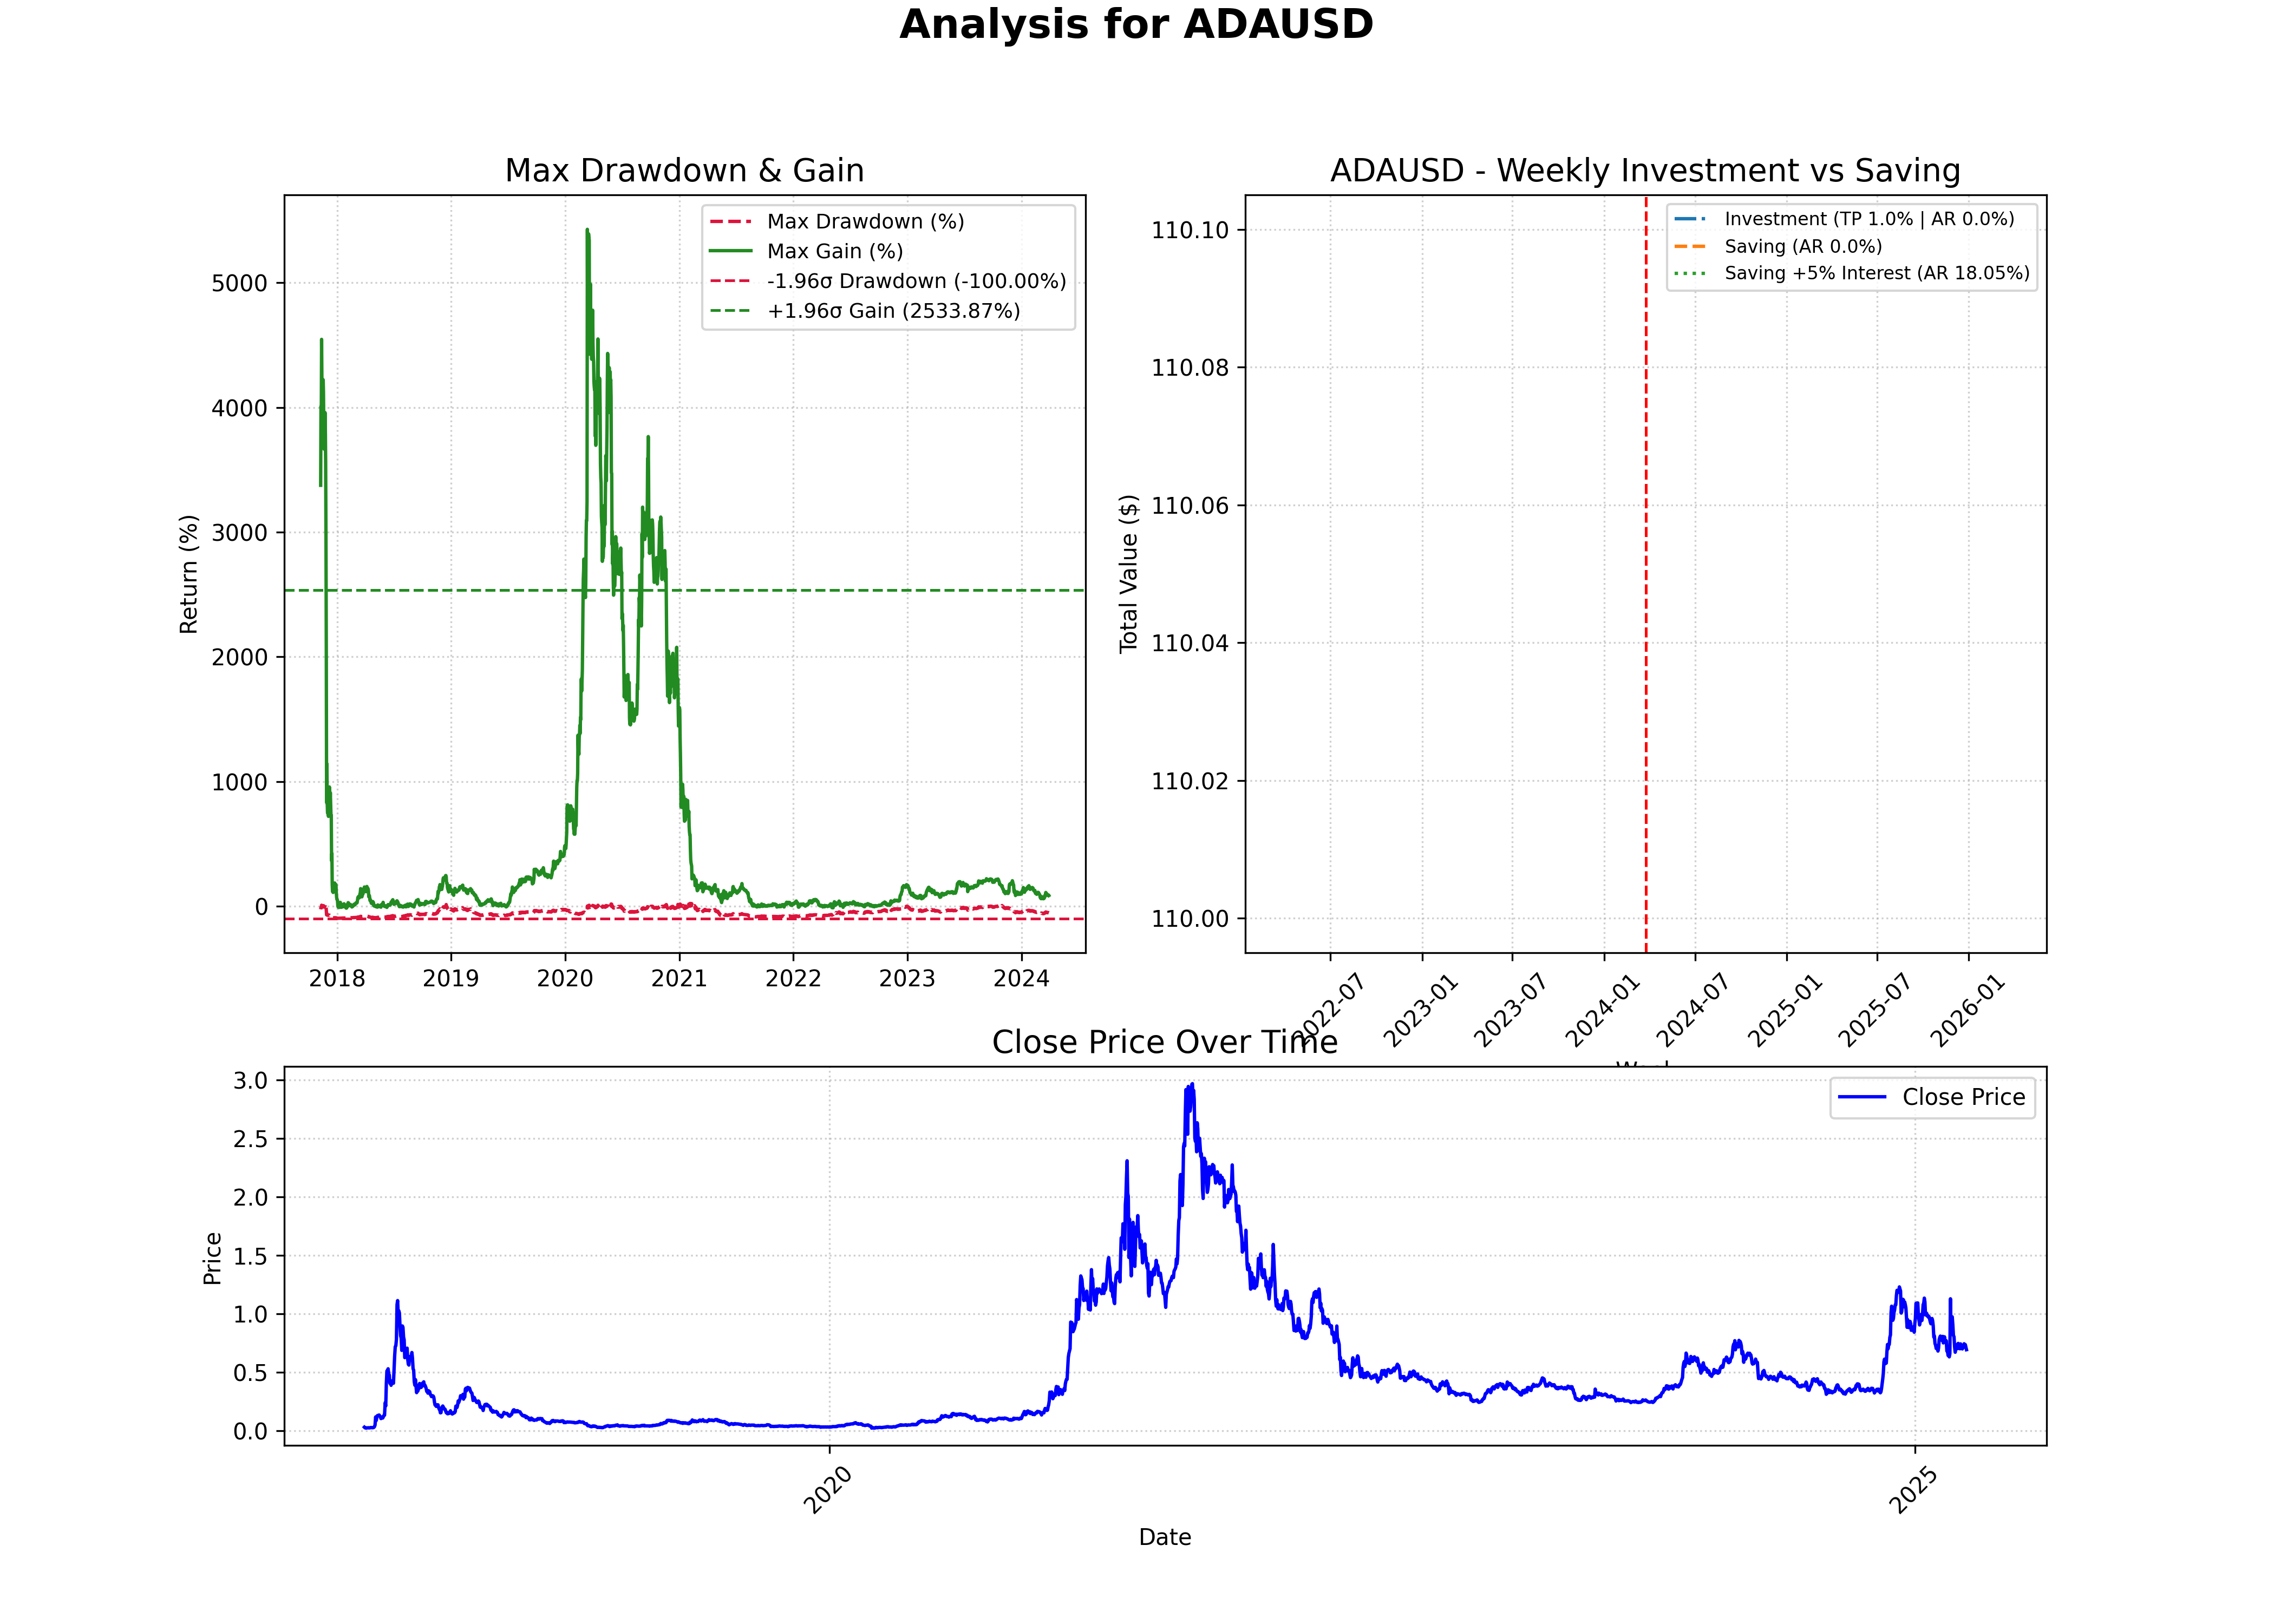 Analysis for ADAUSD
Max Drawdown & Gain
Max Drawdown (%)
Max Gain (%)
-1.96σ Drawdown (-100.00%)
+1.96σ Gain (2533.87%)
Return (%)
5000
4000
3000
2000
1000
0
2018
2019
2020
2021
2022
2023
2024
ADAUSD - Weekly Investment vs Saving
Investment (TP 1.0% | AR 0.0%)
Saving (AR 0.0%)
Saving +5% Interest (AR 18.05%)
Total Value ($)
110.10
110.08
110.06
110.04
110.02
110.00
2022-07
2023-01
2023-07
2024-01
2024-07
2025-01
2025-07
2026-01
Close Price Over Time
Close Price
Price
3.0
2.5
2.0
1.5
1.0
0.5
0.0
2020
2025
Date